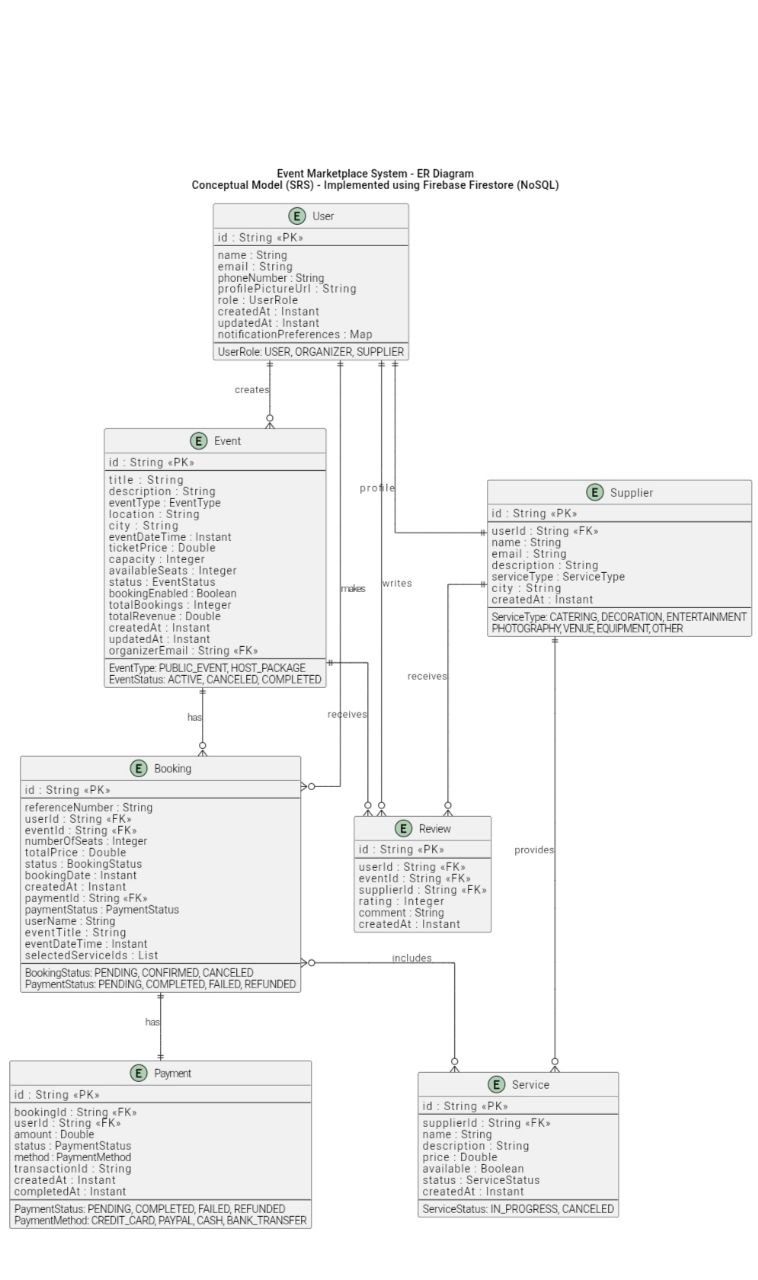 Event Marketplace System - ER Diagram
Conceptual Model (SRS) - Implemented using Firebase Firestore (NoSQL)
E User
id : String «PK»
name : String
email : String
phoneNumber : String
profilePictureUrl : String
role : UserRole
createdAt : Instant
updatedAt : Instant
notificationPreferences : Map
UserRole: USER, ORGANIZER, SUPPLIER
creates
E Event
id : String «PK»
title : String
description : String
eventType : EventType
location : String
city : String
eventDateTime : Instant
ticketPrice : Double
capacity : Integer
availableSeats : Integer
status : EventStatus
bookingEnabled : Boolean
totalBookings : Integer
totalRevenue : Double
createdAt : Instant
updatedAt : Instant
organizerEmail : String «FK»
EventType: PUBLIC_EVENT, HOST_PACKAGE
EventStatus: ACTIVE, CANCELED, COMPLETED
profile
makes
writes
E Supplier
id : String «PK»
userId : String «FK»
name : String
email : String
description : String
serviceType : ServiceType
city : String
createdAt : Instant
ServiceType: CATERING, DECORATION, ENTERTAINMENT
PHOTOGRAPHY, VENUE, EQUIPMENT, OTHER
receives
has
receives
E Booking
id : String «PK»
referenceNumber : String
userId : String «FK»
eventId : String «FK»
numberOfSeats : Integer
totalPrice : Double
status : BookingStatus
bookingDate : Instant
createdAt : Instant
paymentId : String «FK»
paymentStatus : PaymentStatus
userName : String
eventTitle : String
eventDateTime : Instant
selectedServiceIds : List
BookingStatus: PENDING, CONFIRMED, CANCELED
PaymentStatus: PENDING, COMPLETED, FAILED, REFUNDED
E Review
id : String «PK»
userId : String «FK»
eventId : String «FK»
supplierId : String «FK»
rating : Integer
comment : String
createdAt : Instant
provides
includes
has
E Payment
id : String «PK»
bookingId : String «FK»
userId : String «FK»
amount : Double
status : PaymentStatus
method : PaymentMethod
transactionId : String
createdAt : Instant
completedAt : Instant
PaymentStatus: PENDING, COMPLETED, FAILED, REFUNDED
PaymentMethod: CREDIT_CARD, PAYPAL, CASH, BANK_TRANSFER
E Service
id : String «PK»
supplierId : String «FK»
name : String
description : String
price : Double
available : Boolean
status : ServiceStatus
createdAt : Instant
ServiceStatus: IN_PROGRESS, CANCELED